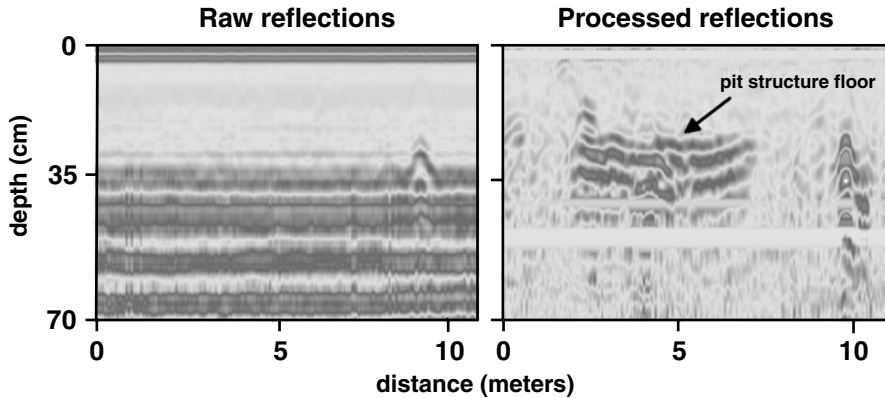 Raw reflections
Processed reflections
0
35
70
depth (cm)
pit structure floor
0
5
10
0
5
10
distance (meters)